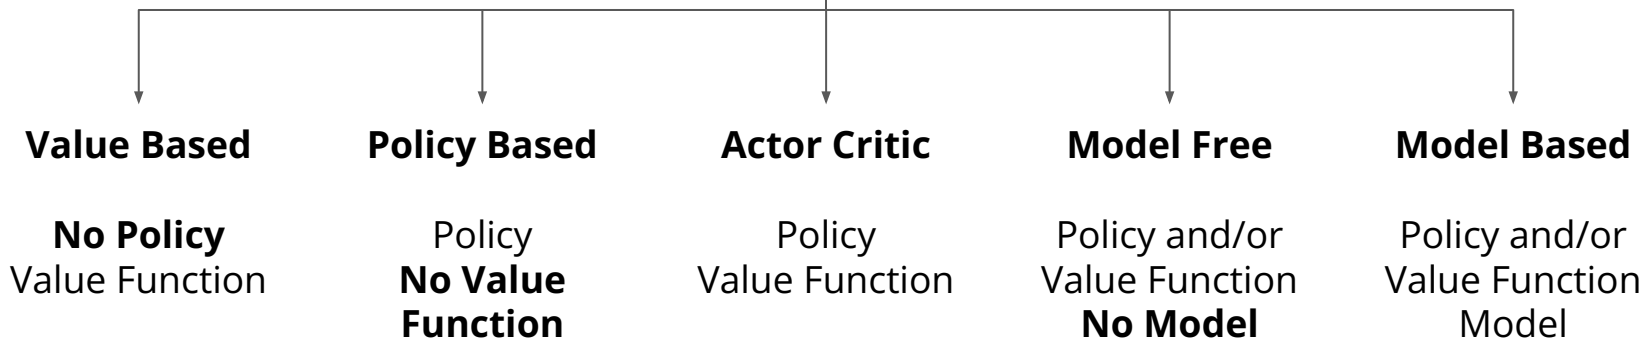 Value Based
No Policy
Value Function
Policy Based
Policy
No Value
Function
Actor Critic
Policy
Value Function
Model Free
Policy and/or
Value Function
No Model
Model Based
Policy and/or
Value Function
Model